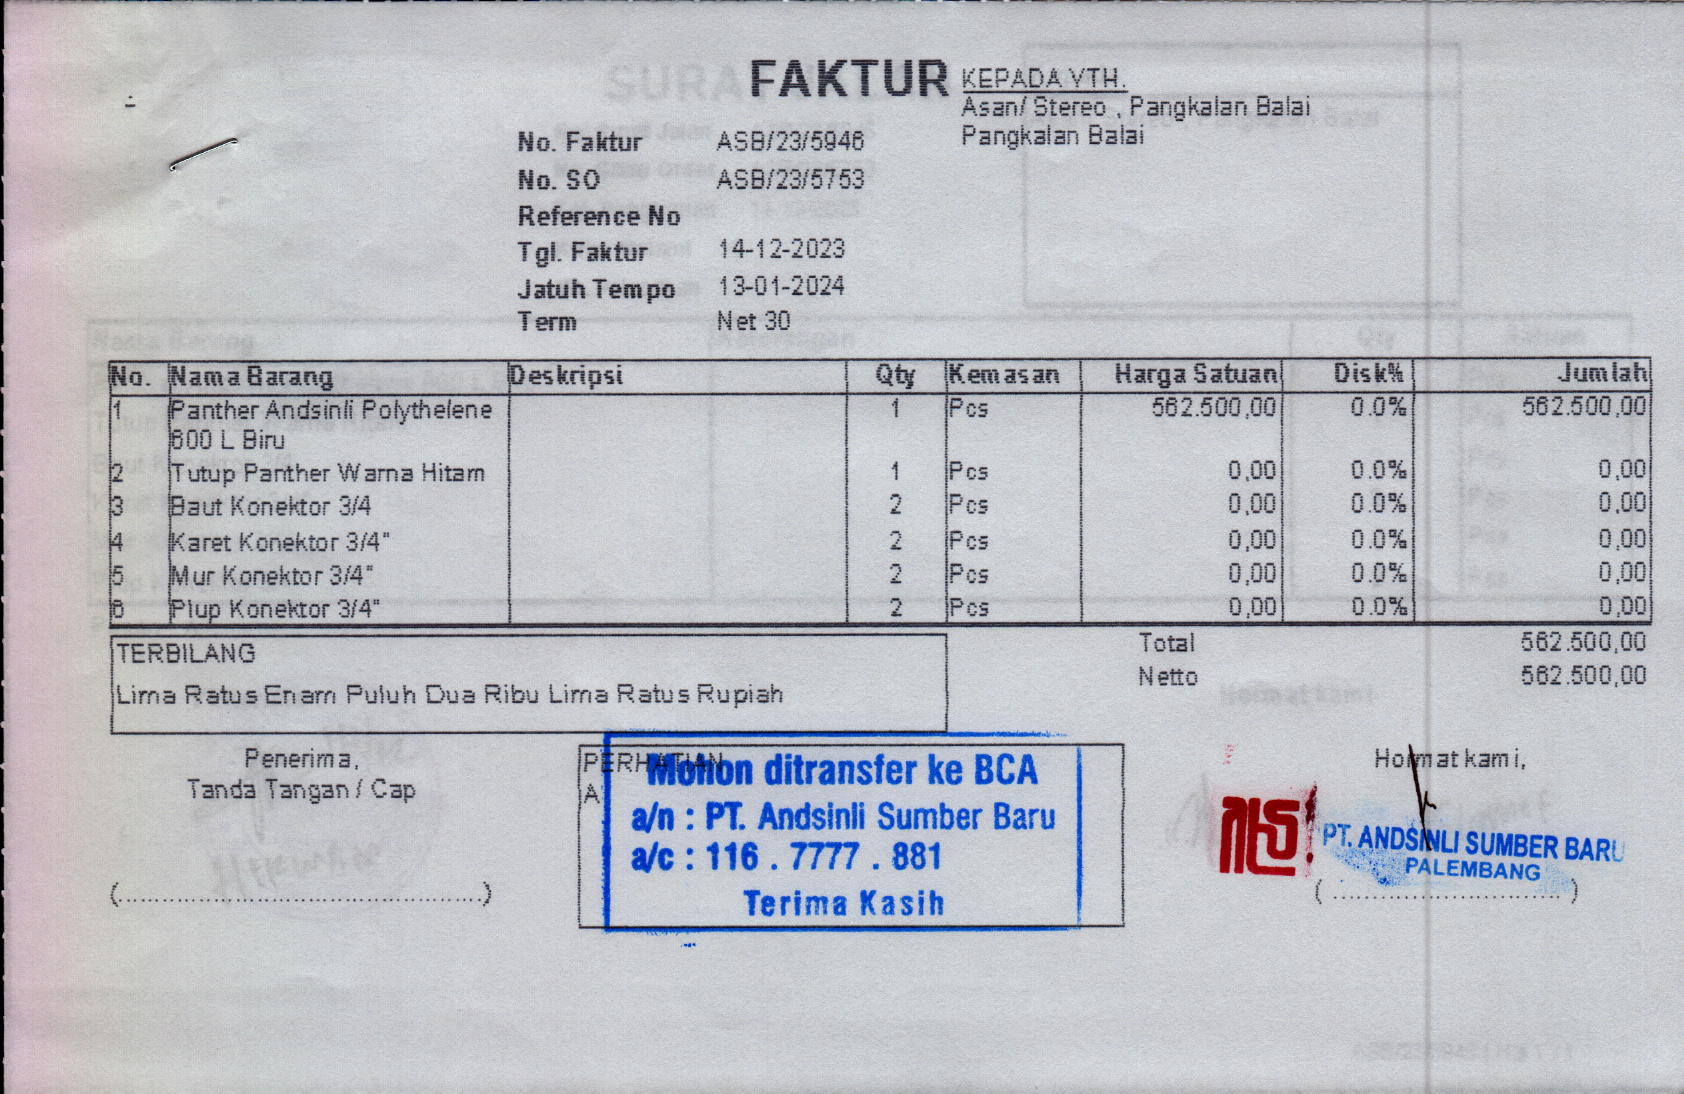 FAKTUR
KEPADA YTH.
Asan/ Stereo , Pangkalan Balai
Pangkalan Balai
No. Faktur ASB/23/5946
No. SO ASB/23/5753
Reference No
Tgl. Faktur 14-12-2023
Jatuh Tempo 13-01-2024
Term Net 30
No. Nama Barang Deskripsi Qty Kemasan Harga Satuan Disk% Jumlah
1 Panther Andsinli Polythelene 1 Pcs 562.500,00 0.0% 562.500,00
600 L Biru
2 Tutup Panther Warna Hitam 1 Pcs 0,00 0.0% 0,00
3 Baut Konektor 3/4 2 Pcs 0,00 0.0% 0,00
4 Karet Konektor 3/4" 2 Pcs 0,00 0.0% 0,00
5 Mur Konektor 3/4" 2 Pcs 0,00 0.0% 0,00
6 Plup Konektor 3/4" 2 Pcs 0,00 0.0% 0,00
TERBILANG
Lima Ratus Enam Puluh Dua Ribu Lima Ratus Rupiah
Total 562.500,00
Netto 562.500,00
Penerima,
Tanda Tangan / Cap
PERHATIAN
Mohon ditransfer ke BCA
a/n : PT. Andsinli Sumber Baru
a/c : 116 . 7777 . 881
Terima Kasih
Hormat kami,
PT. ANDSINLI SUMBER BARU
PALEMBANG